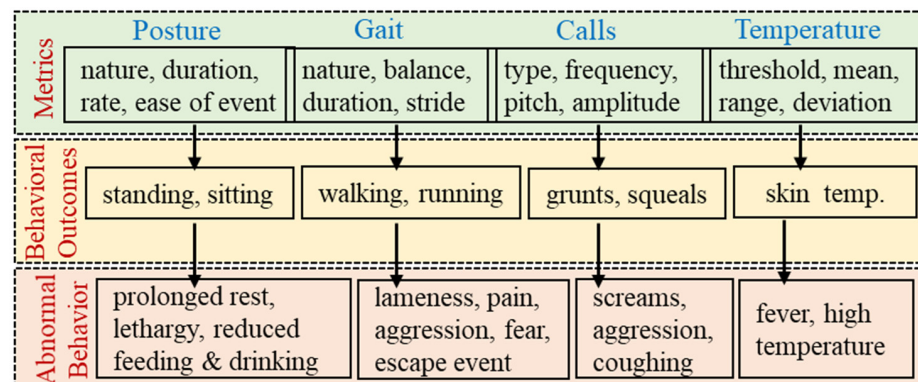 Posture Gait Calls Temperature
Metrics
nature, duration,
rate, ease of event
nature, balance,
duration, stride
type, frequency,
pitch, amplitude
threshold, mean,
range, deviation
Behavioral
Outcomes
standing, sitting
walking, running
grunts, squeals
skin temp.
Abnormal
Behavior
prolonged rest,
lethargy, reduced
feeding & drinking
lameness, pain,
aggression, fear,
escape event
screams,
aggression,
coughing
fever, high
temperature